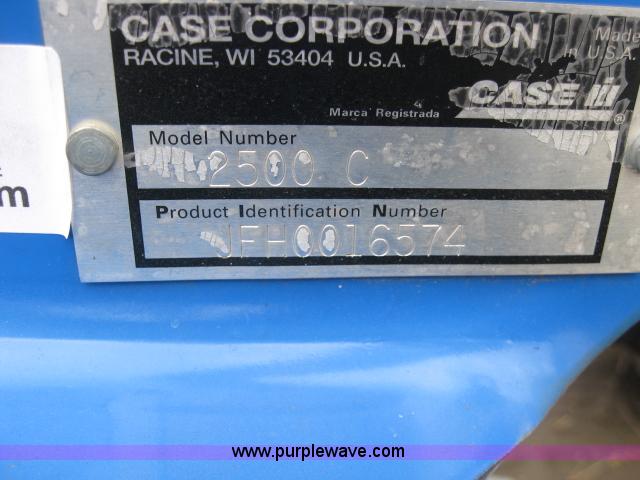 CASE CORPORATION
Made
in U.S.A.
RACINE, WI 53404 U.S.A.
Marca Registrada
CASE III
®
Model Number
2500 C
Product Identification Number
JFH0016574
m
www.purplewave.com